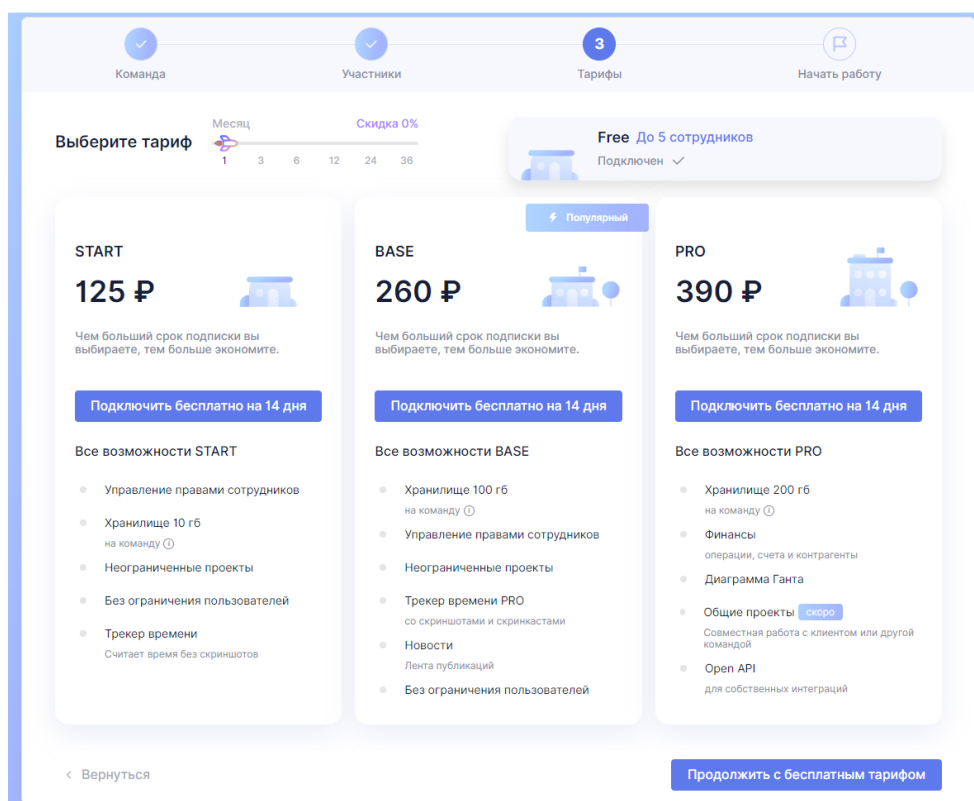 3
Команда
Участники
Тарифы
Начать работу
Выберите тариф
Месяц
Скидка 0%
1 3 6 12 24 36
Free До 5 сотрудников
Подключен
START
125 ₽
Чем больший срок подписки вы
выбираете, тем больше экономите.
Подключить бесплатно на 14 дня
Все возможности START
Управление правами сотрудников
Хранилище 10 гб
на команду
Неограниченные проекты
Без ограничения пользователей
Трекер времени
Считает время без скриншотов
Популярный
BASE
260 ₽
Чем больший срок подписки вы
выбираете, тем больше экономите.
Подключить бесплатно на 14 дня
Все возможности BASE
Хранилище 100 гб
на команду
Управление правами сотрудников
Неограниченные проекты
Трекер времени PRO
со скриншотами и скринкастами
Новости
Лента публикаций
Без ограничения пользователей
PRO
390 ₽
Чем больший срок подписки вы
выбираете, тем больше экономите.
Подключить бесплатно на 14 дня
Все возможности PRO
Хранилище 200 гб
на команду
Финансы
операции, счета и контрагенты
Диаграмма Ганта
Общие проекты скоро
Совместная работа с клиентом или другой
командой
Open API
для собственных интеграций
Вернуться
Продолжить с бесплатным тарифом